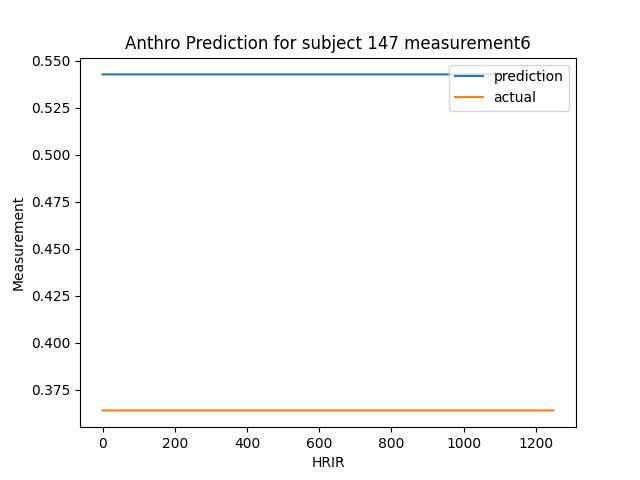 Anthro Prediction for subject 147 measurement6
0.550
0.525
0.500
0.475
0.450
0.425
0.400
0.375
Measurement
prediction
actual
0 200 400 600 800 1000 1200
HRIR